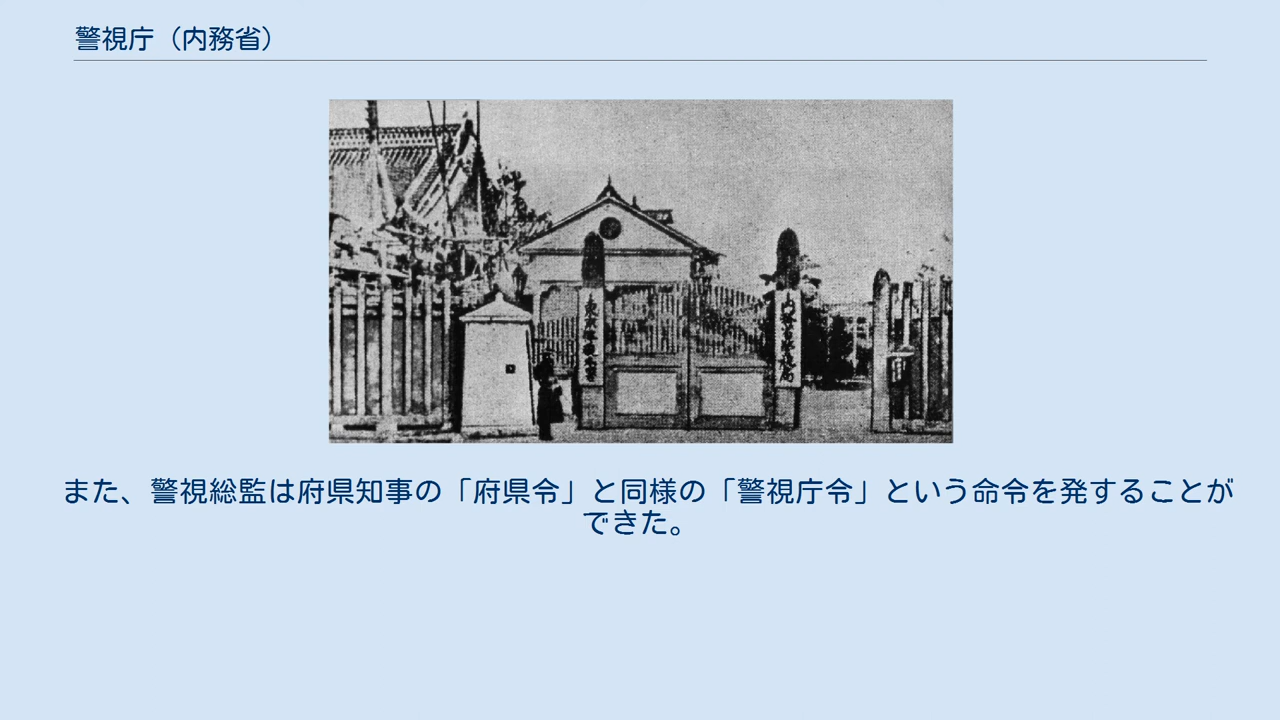 警視庁（内務省）
また、警視総監は府県知事の「府県令」と同様の「警視庁令」という命令を発することが
できた。